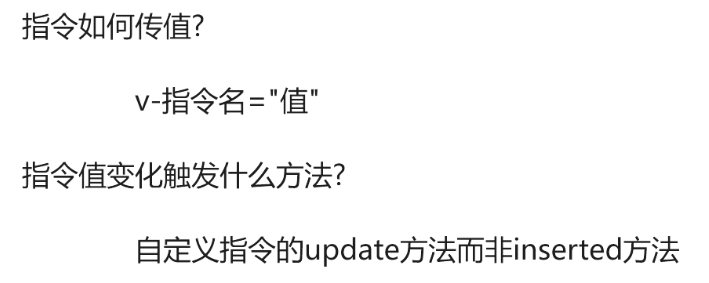 指令如何传值?
v-指令名="值"
指令值变化触发什么方法?
自定义指令的update方法而非inserted方法